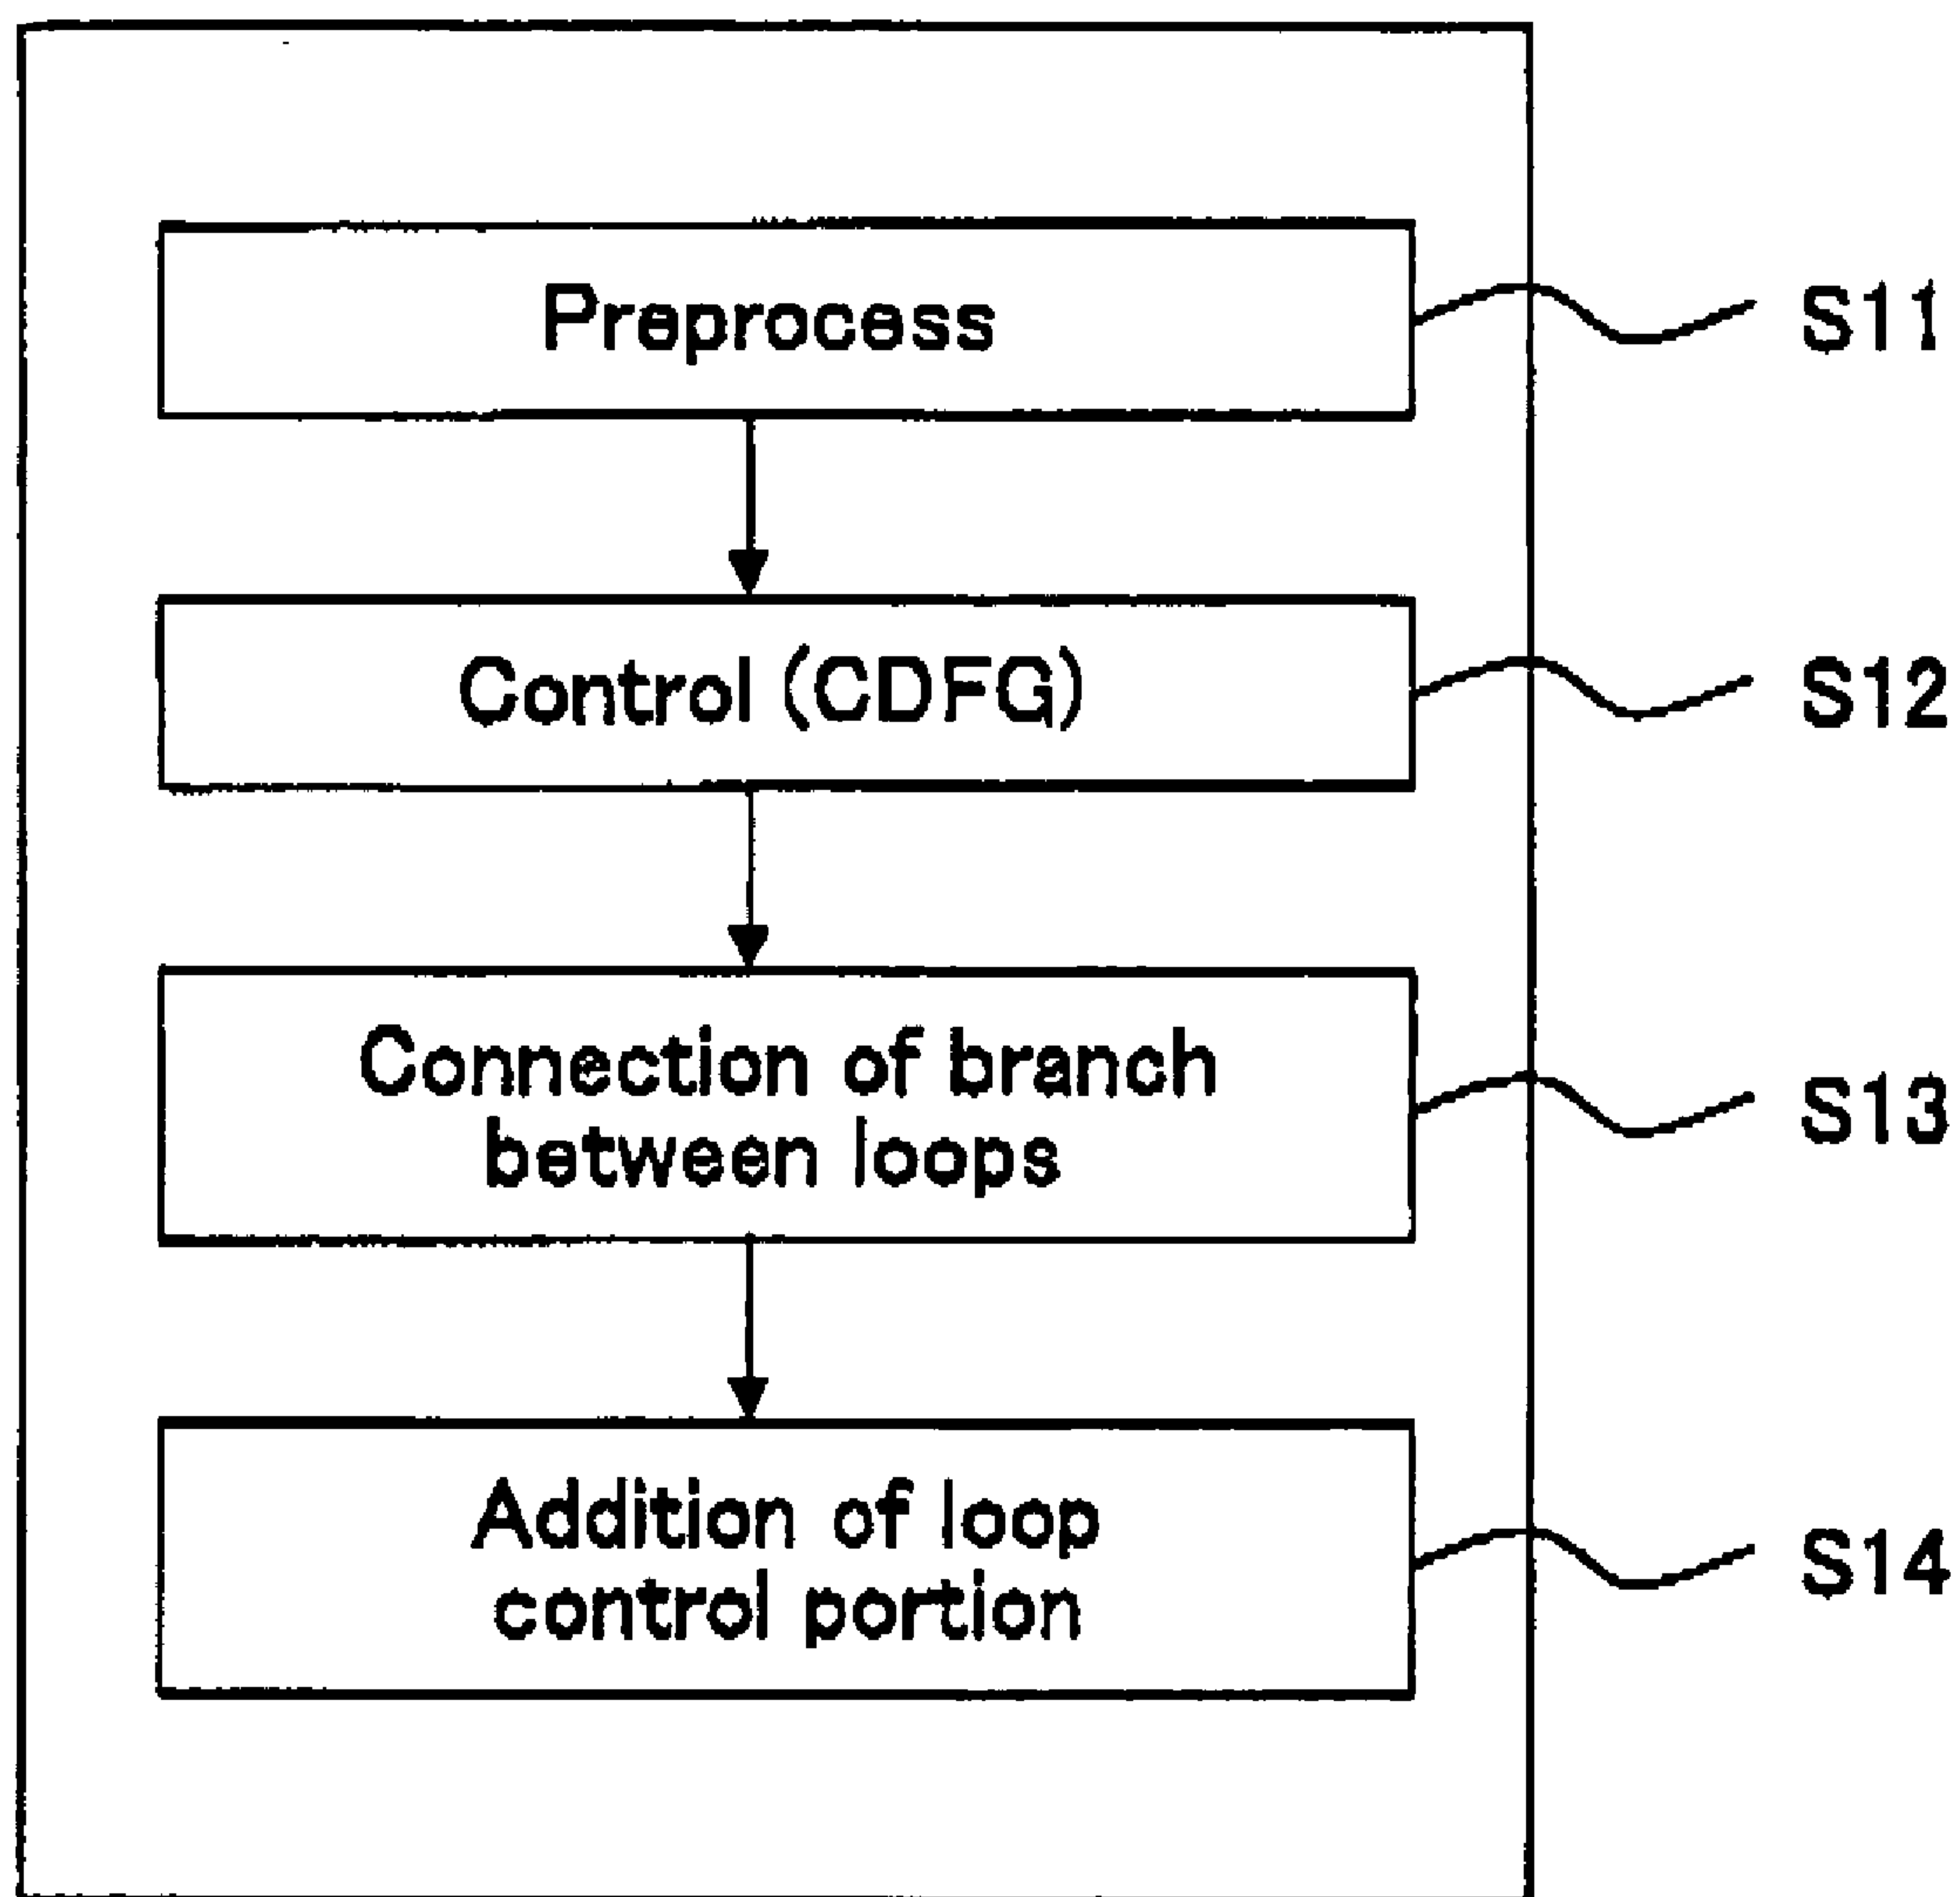 Preprocess
S11
Control (CDFG)
S12
Connection of branch
between loops
S13
Addition of loop
control portion
S14